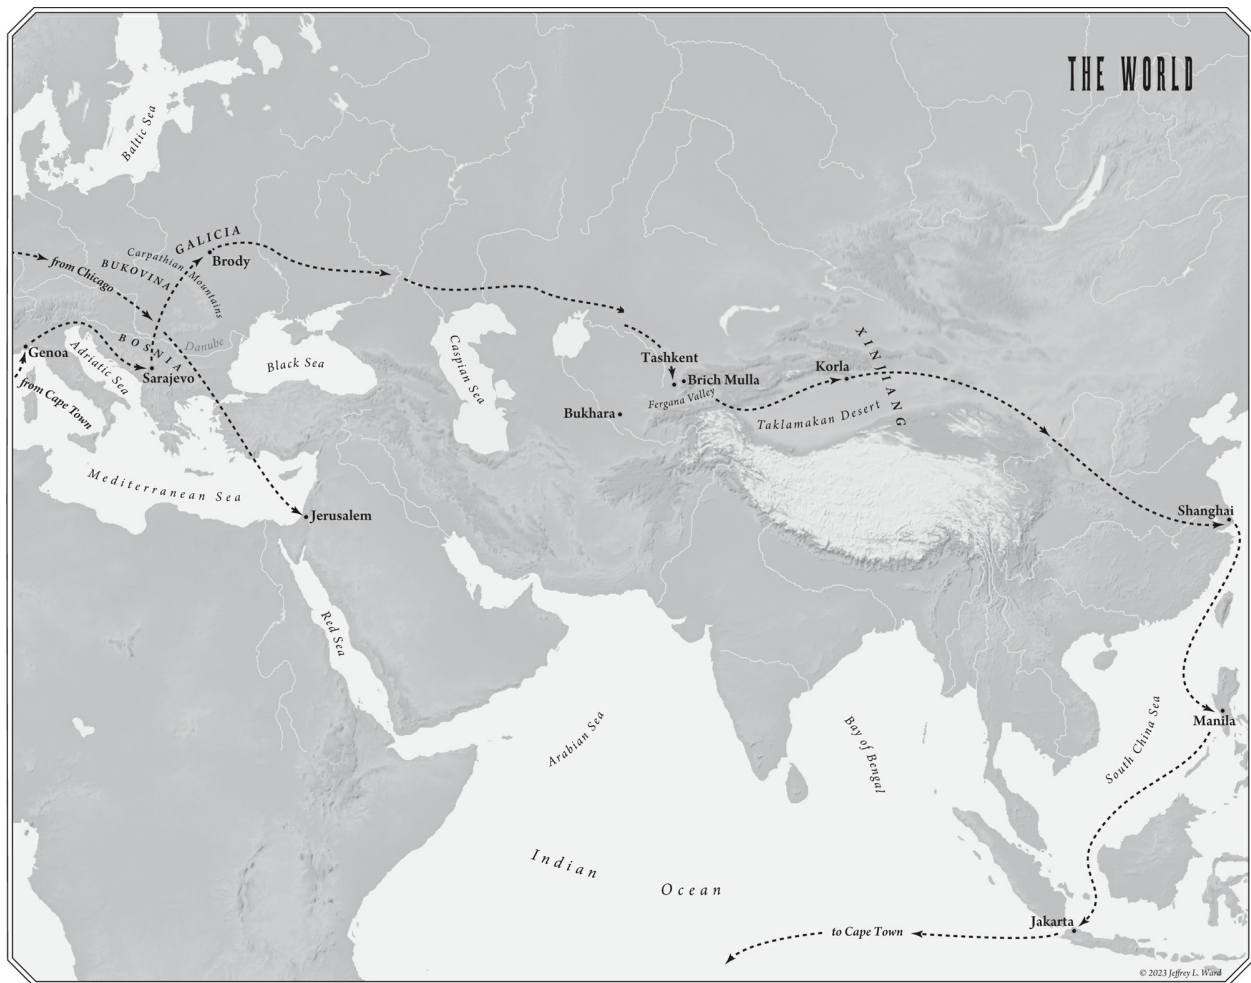 THE WORLD
Baltic Sea
GALICIA
Carpathian Mountains
Brody
BUKOVINA
from Chicago
BOSNIA
Danube
Genoa
Adriatic Sea
Sarajevo
from Cape Town
Black Sea
Caspian Sea
Tashkent
Brich Mulla
Fergana Valley
Bukhara
Korla
XINJIANG
Taklamakan Desert
Mediterranean Sea
Jerusalem
Shanghai
Red Sea
Arabian Sea
Bay of Bengal
South China Sea
Manila
Indian Ocean
Jakarta
to Cape Town
© 2023 Jeffrey L. Ward